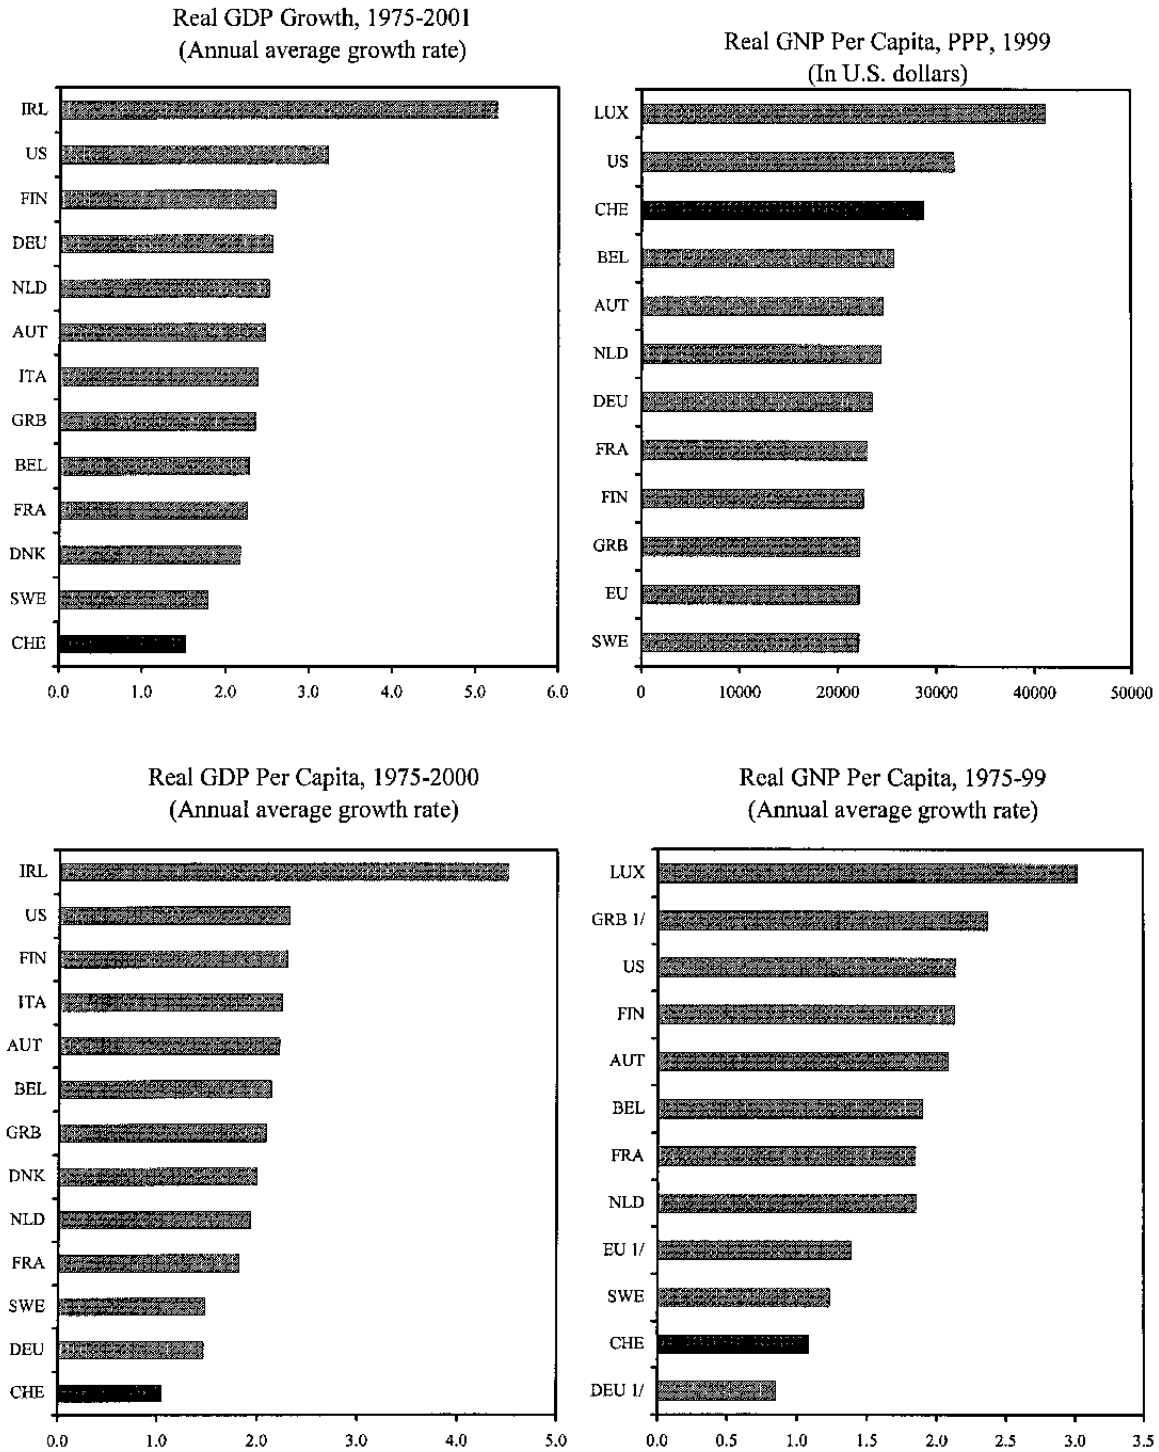 Real GDP Growth, 1975-2001
(Annual average growth rate)
IRL
US
FIN
DEU
NLD
AUT
ITA
GRB
BEL
FRA
DNK
SWE
CHE
0.0 1.0 2.0 3.0 4.0 5.0 6.0
Real GNP Per Capita, PPP, 1999
(In U.S. dollars)
LUX
US
CHE
BEL
AUT
NLD
DEU
FRA
FIN
GRB
EU
SWE
0 10000 20000 30000 40000 50000
Real GDP Per Capita, 1975-2000
(Annual average growth rate)
IRL
US
FIN
ITA
AUT
BEL
GRB
DNK
NLD
FRA
SWE
DEU
CHE
0.0 1.0 2.0 3.0 4.0 5.0
Real GNP Per Capita, 1975-99
(Annual average growth rate)
LUX
GRB 1/
US
FIN
AUT
BEL
FRA
NLD
EU 1/
SWE
CHE
DEU 1/
0.0 0.5 1.0 1.5 2.0 2.5 3.0 3.5